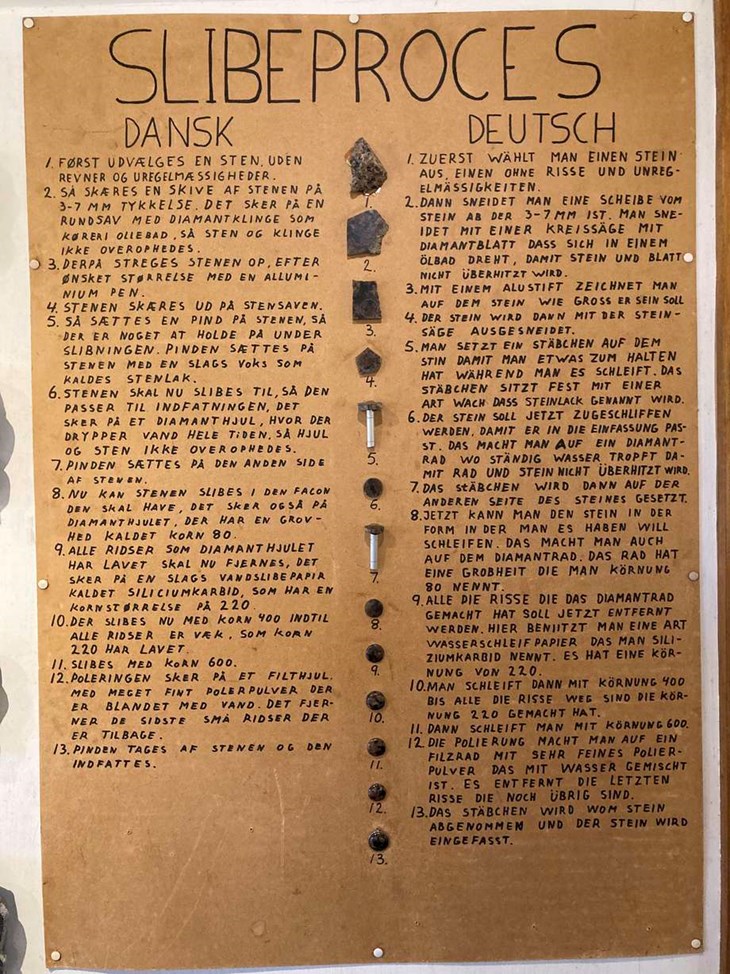 SLIBEPROCES
DANSK
1. FØRST UDVÆLGES EN STEN, UDEN
REVNER OG UREGELMÆSSIGHEDER.
2. SÅ SKÆRES EN SKIVE AF STENEN PÅ
3-7 MM TYKKELSE. DET SKER PÅ EN
RUNDSAV MED DIAMANTKLINGE SOM
KØRER I OLLEBAD, SÅ STEN OG KLINGE
IKKE OVEROPHEDES.
3. DERPÅ STREGES STENEN OP, EFTER
ØNSKET STØRRELSE MED EN ALLUMI-
NIUM PEN.
4. STENEN SKÆRES UD PÅ STENSAVEN.
5. SÅ SÆTTES EN PIND PÅ STENEN, SÅ
DER ER NOGET AT HOLDE PÅ UNDER
SLIBNINGEN. PINDEN SÆTTES PÅ
STENEN MED EN SLAGS VOKS SOM
KALDES STENLAK.
6. STENEN SKAL NU SLIBES TIL, SÅ DEN
PASSER TIL INDFATNINGEN, DET
SKER PÅ ET DIAMANTHJUL, HVOR DER
DRYPPER VAND HELE TIDEN, SÅ HJUL
OG STEN IKKE OVEROPHEDES.
7. PINDEN SÆTTES PÅ DEN ANDEN SIDE
AF STENEN.
8. NU KAN STENEN SLIBES I DEN FACON
DEN SKAL HAVE, DET SKER OGSÅ PÅ
DIAMANTHJULET, DER HAR EN GROV-
HED KALDET KORN 80.
9. ALLE RIDSER SOM DIAMANTHJULET
HAR LAVET SKAL NU FJERNES, DET
SKER PÅ EN SLAGS VANDSLIBEPAPIR
KALDET SILICIUMKARBID, SOM HAR EN
KORNSTØRRELSE PÅ 220.
10. DER SLIBES NU MED KORN 400 INDTIL
ALLE RIDSER ER VÆK, SOM KORN
220 HAR LAVET.
11. SLIBES MED KORN 600.
12. POLERINGEN SKER PÅ ET FILTHJUL.
MED MEGET FINT POLERPULVER DER
ER BLANDET MED VAND. DET FJER-
NER DE SIDSTE SMÅ RIDSER DER
ER TILBAGE.
13. PINDEN TAGES AF STENEN OG DEN
INDFATTES.
1.
2.
3.
4.
5.
6.
7.
8.
9.
10.
11.
12.
13.
DEUTSCH
1. ZUERST WÄHLT MAN EINEN STEIN
AUS, EINEN OHNE RISSE UND UNREG-
ELMÄSSIGKEITEN.
2. DANN SNEIDET MAN EINE SCHEIBE VOM
STEIN AB DER 3-7 MM IST. MAN SNE-
IDET MIT EINER KREISSÄGE MIT
DIAMANTBLATT DASS SICH IN EINEM
ÖLBAD DREHT, DAMIT STEIN UND BLATT
NICHT ÜBERHITZT WIRD.
3. MIT EINEM ALUSTIFT ZEICHNET MAN
AUF DEM STEIN WIE GROSS ER SEIN SOLL
4. DER STEIN WIRD DANN MIT DER STEIN-
SÄGE AUSGESNEIDET.
5. MAN SETZT EIN STÄBCHEN AUF DEM
STIN DAMIT MAN ETWAS ZUM HALTEN
HAT WÄHREND MAN ES SCHLEIFT. DAS
STÄBCHEN SITZT FEST MIT EINER
ART WACH DASS STEINLACK GENANNT WIRD.
6. DER STEIN SOLL JETZT ZUGESCHLIFFEN
WERDEN, DAMIT ER IN DIE EINFASSUNG PAS-
ST. DAS MACHT MAN AUF EIN DIAMANT-
RAD WO STÄNDIG WASSER TROPFT DA-
MIT RAD UND STEIN NICHT ÜBERHITZT WIRD.
7. DAS STÄBCHEN WIRD DANN AUF DER
ANDEREN SEITE DES STEINES GESETZT.
8. JETZT KANN MAN DEN STEIN IN DER
FORM IN DER MAN ES HABEN WILL
SCHLEIFEN. DAS MACHT MAN AUCH
AUF DEM DIAMANTRAD. DAS RAD HAT
EINE GROBHEIT DIE MAN KÖRNUNG
80 NENNT.
9. ALLE DIE RISSE DIE DAS DIAMANTRAD
GEMACHT HAT SOLL JETZT ENTFERNT
WERDEN. HIER BENIITZT MAN EINE ART
WASSERSCHLEIFPAPIER DAS MAN SILI-
ZIUMKARBID NENNT. ES HAT EINE KÖR-
NUNG VON 220.
10. MAN SCHLEIFT DANN MIT KÖRNUNG 400
BIS ALLE DIE RISSE WEG SIND DIE KÖR-
NUNG 220 GEMACHT HAT.
11. DANN SCHLEIFT MAN MIT KÖRNUNG 600.
12. DIE POLIERUNG MACHT MAN AUF EIN
FILZRAD MIT SEHR FEINES POLIER-
PULVER DAS MIT WASSER GEMISCHT
IST. ES ENTFERNT DIE LETZTEN
RISSE DIE NOCH ÜBRIG SIND.
13. DAS STÄBCHEN WIRD WOM STEIN
ABGENOMMEN UND DER STEIN WIRD
EINGEFASST.